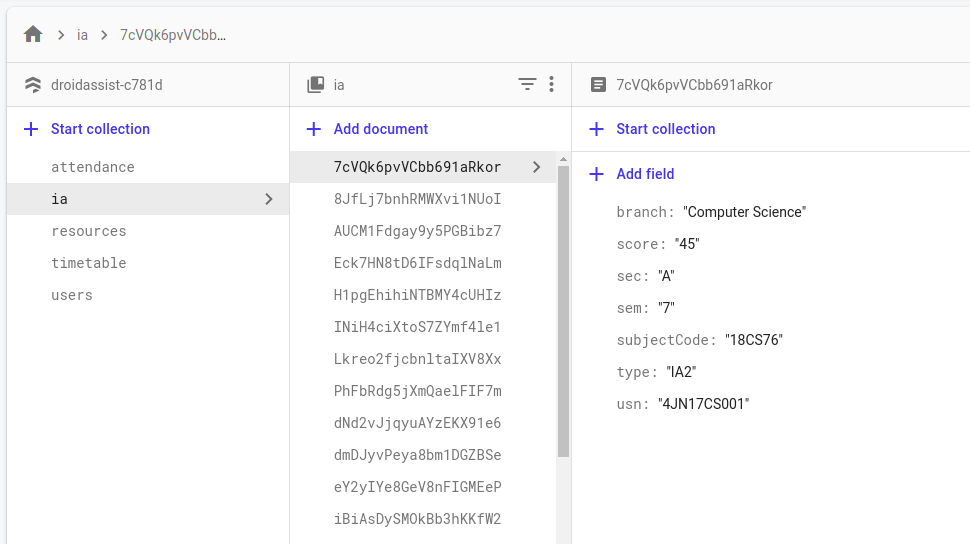 ia
7cVQk6pvVCbb…
droidassist-c781d
ia
7cVQk6pvVCbb691aRkor
Start collection
Add document
Start collection
attendance
ia
resources
timetable
users
7cVQk6pvVCbb691aRkor
8JfLj7bnhRMWXvi1NUoI
AUCM1Fdgay9y5PGBibz7
Eck7HN8tD6IFsdqlNaLm
H1pgEhihiNTBMY4cUHIz
INiH4ciXtoS7ZYmf4le1
Lkreo2fjcbnltaIXV8Xx
PhFbRdg5jXmQaelFIF7m
dNd2vJjqyuAYzEKX91e6
dmDJyvPeya8bm1DGZBSe
eY2yIYe8GeV8nFIGMEeP
iBiAsDySMOkBb3hKKfW2
Add field
branch: "Computer Science"
score: "45"
sec: "A"
sem: "7"
subjectCode: "18CS76"
type: "IA2"
usn: "4JN17CS001"